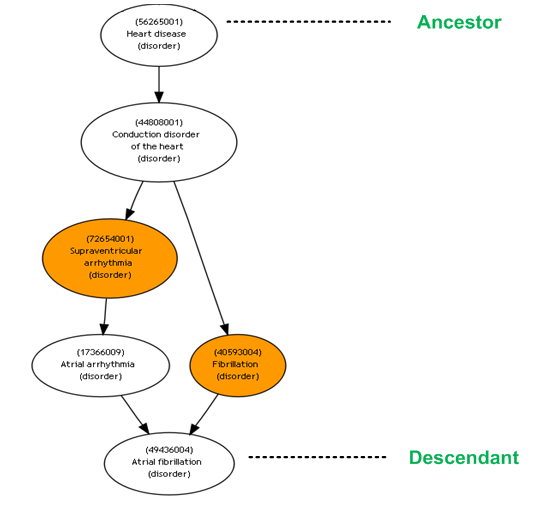 (56265001)
Heart disease
(disorder)
Ancestor
(44808001)
Conduction disorder
of the heart
(disorder)
(72654001)
Supraventricular
arrhythmia
(disorder)
(17366009)
Atrial arrhythmia
(disorder)
(40593004)
Fibrillation
(disorder)
(49436004)
Atrial fibrillation
(disorder)
Descendant